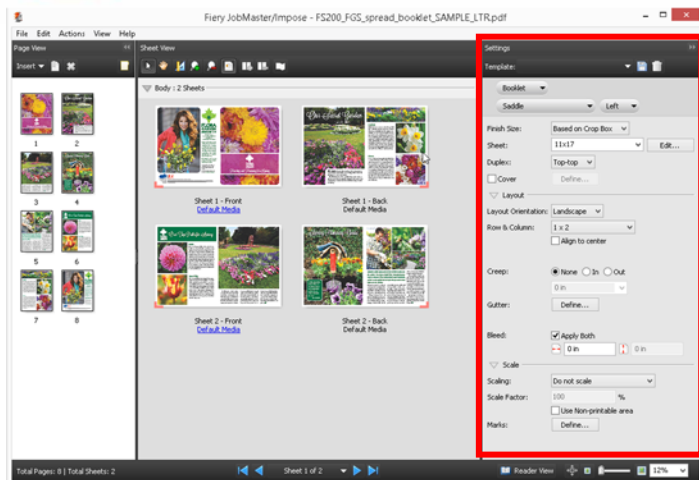 Fiery JobMaster/Impose - FS200_FGS_spread_booklet_SAMPLE_LTR.pdf
File Edit Actions View Help
Page View
Insert
1 2
3 4
5 6
7 8
Sheet View
Body : 2 Sheets
Sheet 1 - Front
Default Media
Sheet 1 - Back
Default Media
Sheet 2 - Front
Default Media
Sheet 2 - Back
Default Media
Settings
Template:
Booklet
Saddle Left
Finish Size: Based on Crop Box
Sheet: 11x17 Edit...
Duplex: Top-top
Cover Define...
Layout
Layout Orientation: Landscape
Row & Column: 1 x 2
Align to center
Creep: None In Out
0 in
Gutter: Define...
Bleed: Apply Both
0 in 0 in
Scale
Scaling: Do not scale
Scale Factor: 100 %
Use Non-printable area
Marks: Define...
Total Pages: 8 | Total Sheets: 2
Sheet 1 of 2
Reader View
12%